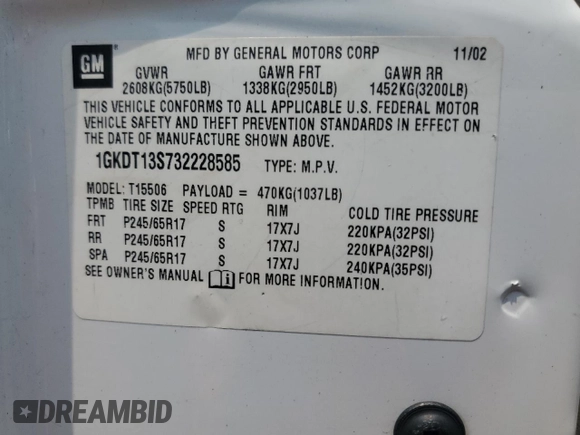 GM
MFD BY GENERAL MOTORS CORP 11/02
GVWR GAWR FRT GAWR RR
2608KG(5750LB) 1338KG(2950LB) 1452KG(3200LB)
THIS VEHICLE CONFORMS TO ALL APPLICABLE U.S. FEDERAL MOTOR
VEHICLE SAFETY AND THEFT PREVENTION STANDARDS IN EFFECT ON
THE DATE OF MANUFACTURE SHOWN ABOVE.
1GKDT13S732228585 TYPE: M.P.V.
MODEL: T15506 PAYLOAD = 470KG(1037LB)
TPMB TIRE SIZE SPEED RTG RIM COLD TIRE PRESSURE
FRT P245/65R17 S 17X7J 220KPA(32PSI)
RR P245/65R17 S 17X7J 220KPA(32PSI)
SPA P245/65R17 S 17X7J 240KPA(35PSI)
SEE OWNER'S MANUAL FOR MORE INFORMATION.
DREAMBID